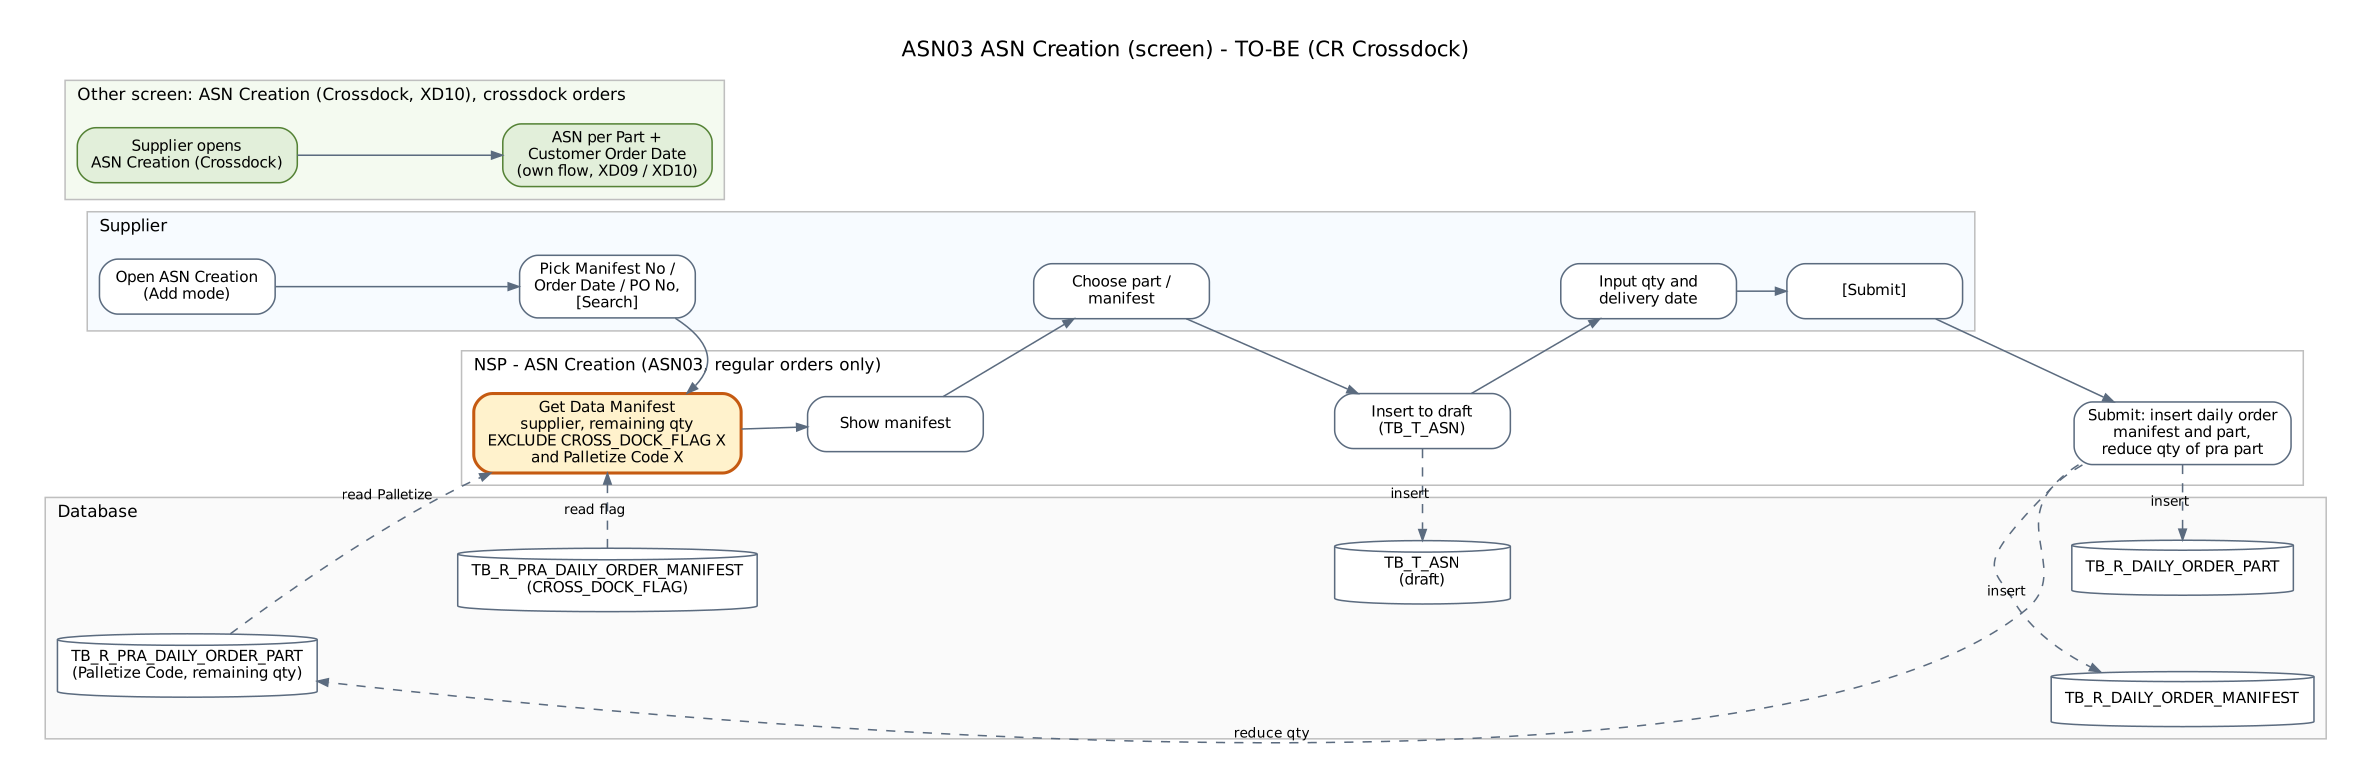 ASN03 ASN Creation (screen) - TO-BE (CR Crossdock)
Other screen: ASN Creation (Crossdock, XD10), crossdock orders
Supplier opens
ASN Creation (Crossdock)
ASN per Part +
Customer Order Date
(own flow, XD09 / XD10)
Supplier
Open ASN Creation
(Add mode)
Pick Manifest No /
Order Date / PO No,
[Search]
Choose part /
manifest
Input qty and
delivery date
[Submit]
NSP - ASN Creation (ASN03, regular orders only)
Get Data Manifest
supplier, remaining qty
EXCLUDE CROSS_DOCK_FLAG X
and Palletize Code X
Show manifest
Insert to draft
(TB_T_ASN)
Submit: insert daily order
manifest and part,
reduce qty of pra part
read Palletize
read flag
insert
insert
Database
TB_R_PRA_DAILY_ORDER_MANIFEST
(CROSS_DOCK_FLAG)
TB_T_ASN
(draft)
TB_R_DAILY_ORDER_PART
insert
TB_R_PRA_DAILY_ORDER_PART
(Palletize Code, remaining qty)
TB_R_DAILY_ORDER_MANIFEST
reduce qty